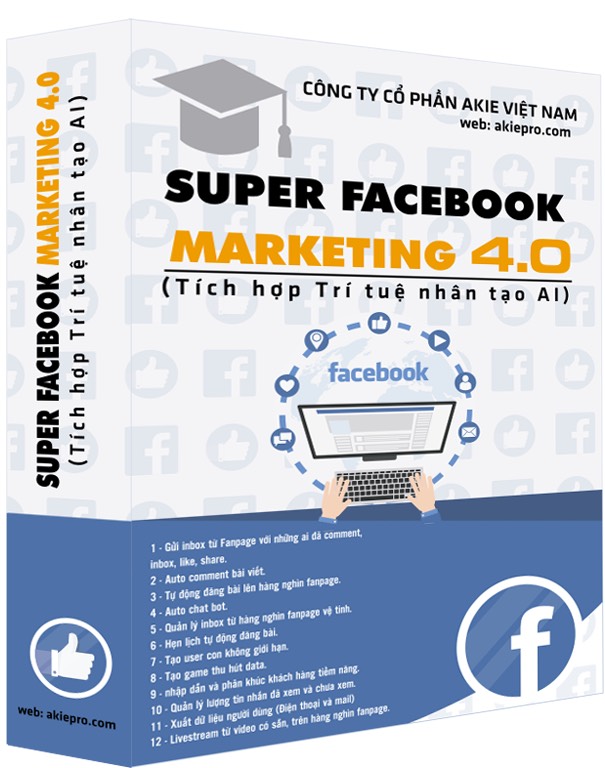 SUPER FACEBOOK MARKETING 4.0
(Tích hợp Trí tuệ nhân tạo AI)
web: akiepro.com
CÔNG TY CỔ PHẦN AKIE VIỆT NAM
web: akiepro.com
SUPER FACEBOOK
MARKETING 4.0
(Tích hợp Trí tuệ nhân tạo AI)
facebook
1 - Gửi inbox từ Fanpage với những ai đã comment,
inbox, like, share.
2 - Auto comment bài viết.
3 - Tự động đăng bài lên hàng nghìn fanpage.
4 - Auto chat bot.
5 - Quản lý inbox từ hàng nghìn fanpage vệ tinh.
6 - Hẹn lịch tự động đăng bài.
7 - Tạo user con không giới hạn.
8 - Tạo game thu hút data.
9 - nhập dẫn và phân khúc khách hàng tiềm năng.
10 - Quản lý lượng tin nhắn đã xem và chưa xem.
11 - Xuất dữ liệu người dùng (Điện thoại và mail)
12 - Livestream từ video có sẵn, trên hàng nghìn fanpage.
f